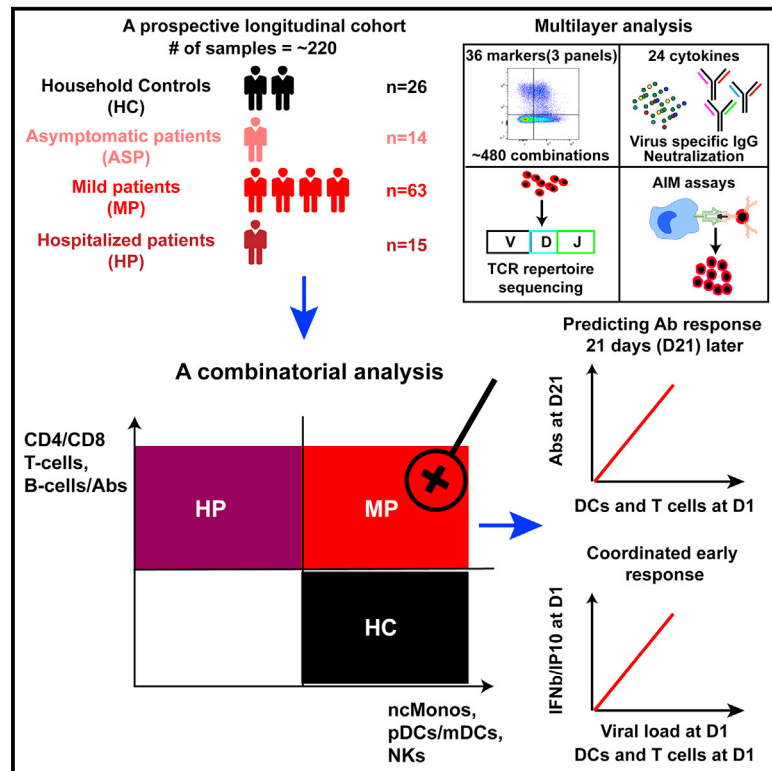 A prospective longitudinal cohort
# of samples = ~220
Household Controls
(HC)
n=26
Asymptomatic patients
(ASP)
n=14
Mild patients
(MP)
n=63
Hospitalized patients
(HP)
n=15
Multilayer analysis
36 markers(3 panels)
~480 combinations
24 cytokines
Virus specific IgG
Neutralization
V D J
TCR repertoire
sequencing
AIM assays
A combinatorial analysis
CD4/CD8
T-cells,
B-cells/Abs
HP
MP
HC
ncMonos,
pDCs/mDCs,
NKs
Predicting Ab response
21 days (D21) later
Abs at D21
DCs and T cells at D1
Coordinated early
response
IFNb/IP10 at D1
Viral load at D1
DCs and T cells at D1